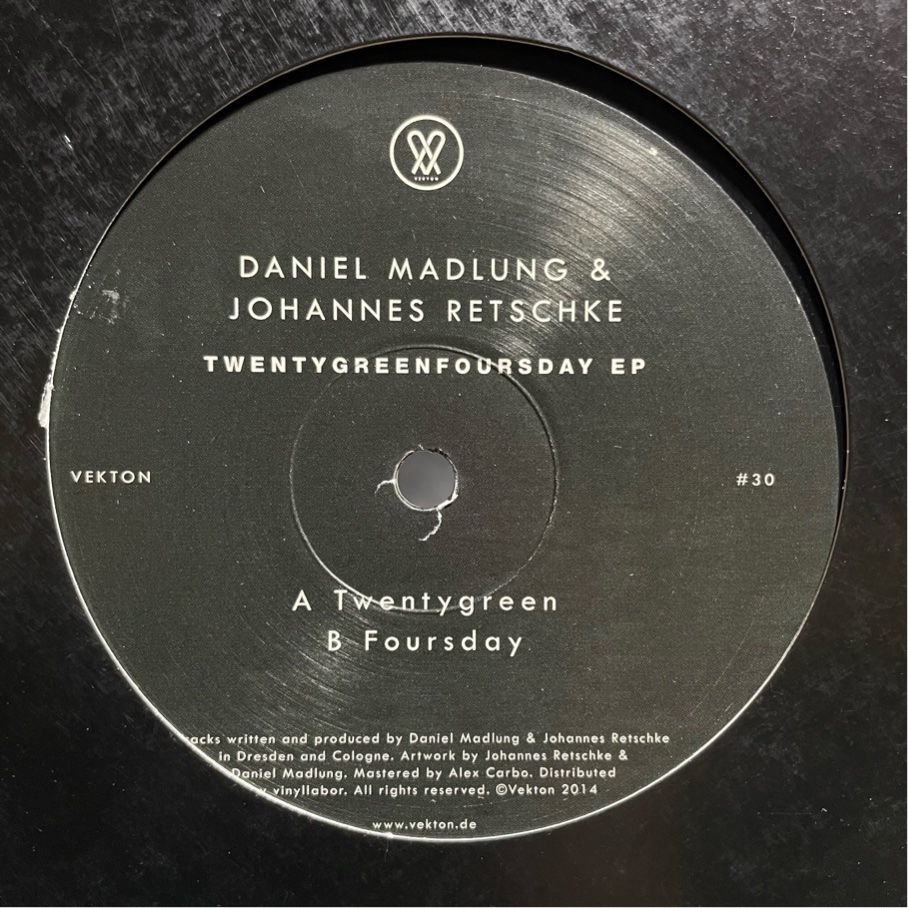 VEKTON
DANIEL MADLUNG &
JOHANNES RETSCHKE
TWENTYGREENFOURSDAY EP
VEKTON #30
A Twentygreen
B Foursday
acks written and produced by Daniel Madlung & Johannes Retschke
in Dresden and Cologne. Artwork by Johannes Retschke &
Daniel Madlung. Mastered by Alex Carbo. Distributed
vinyllabor. All rights reserved. ©Vekton 2014
www.vekton.de